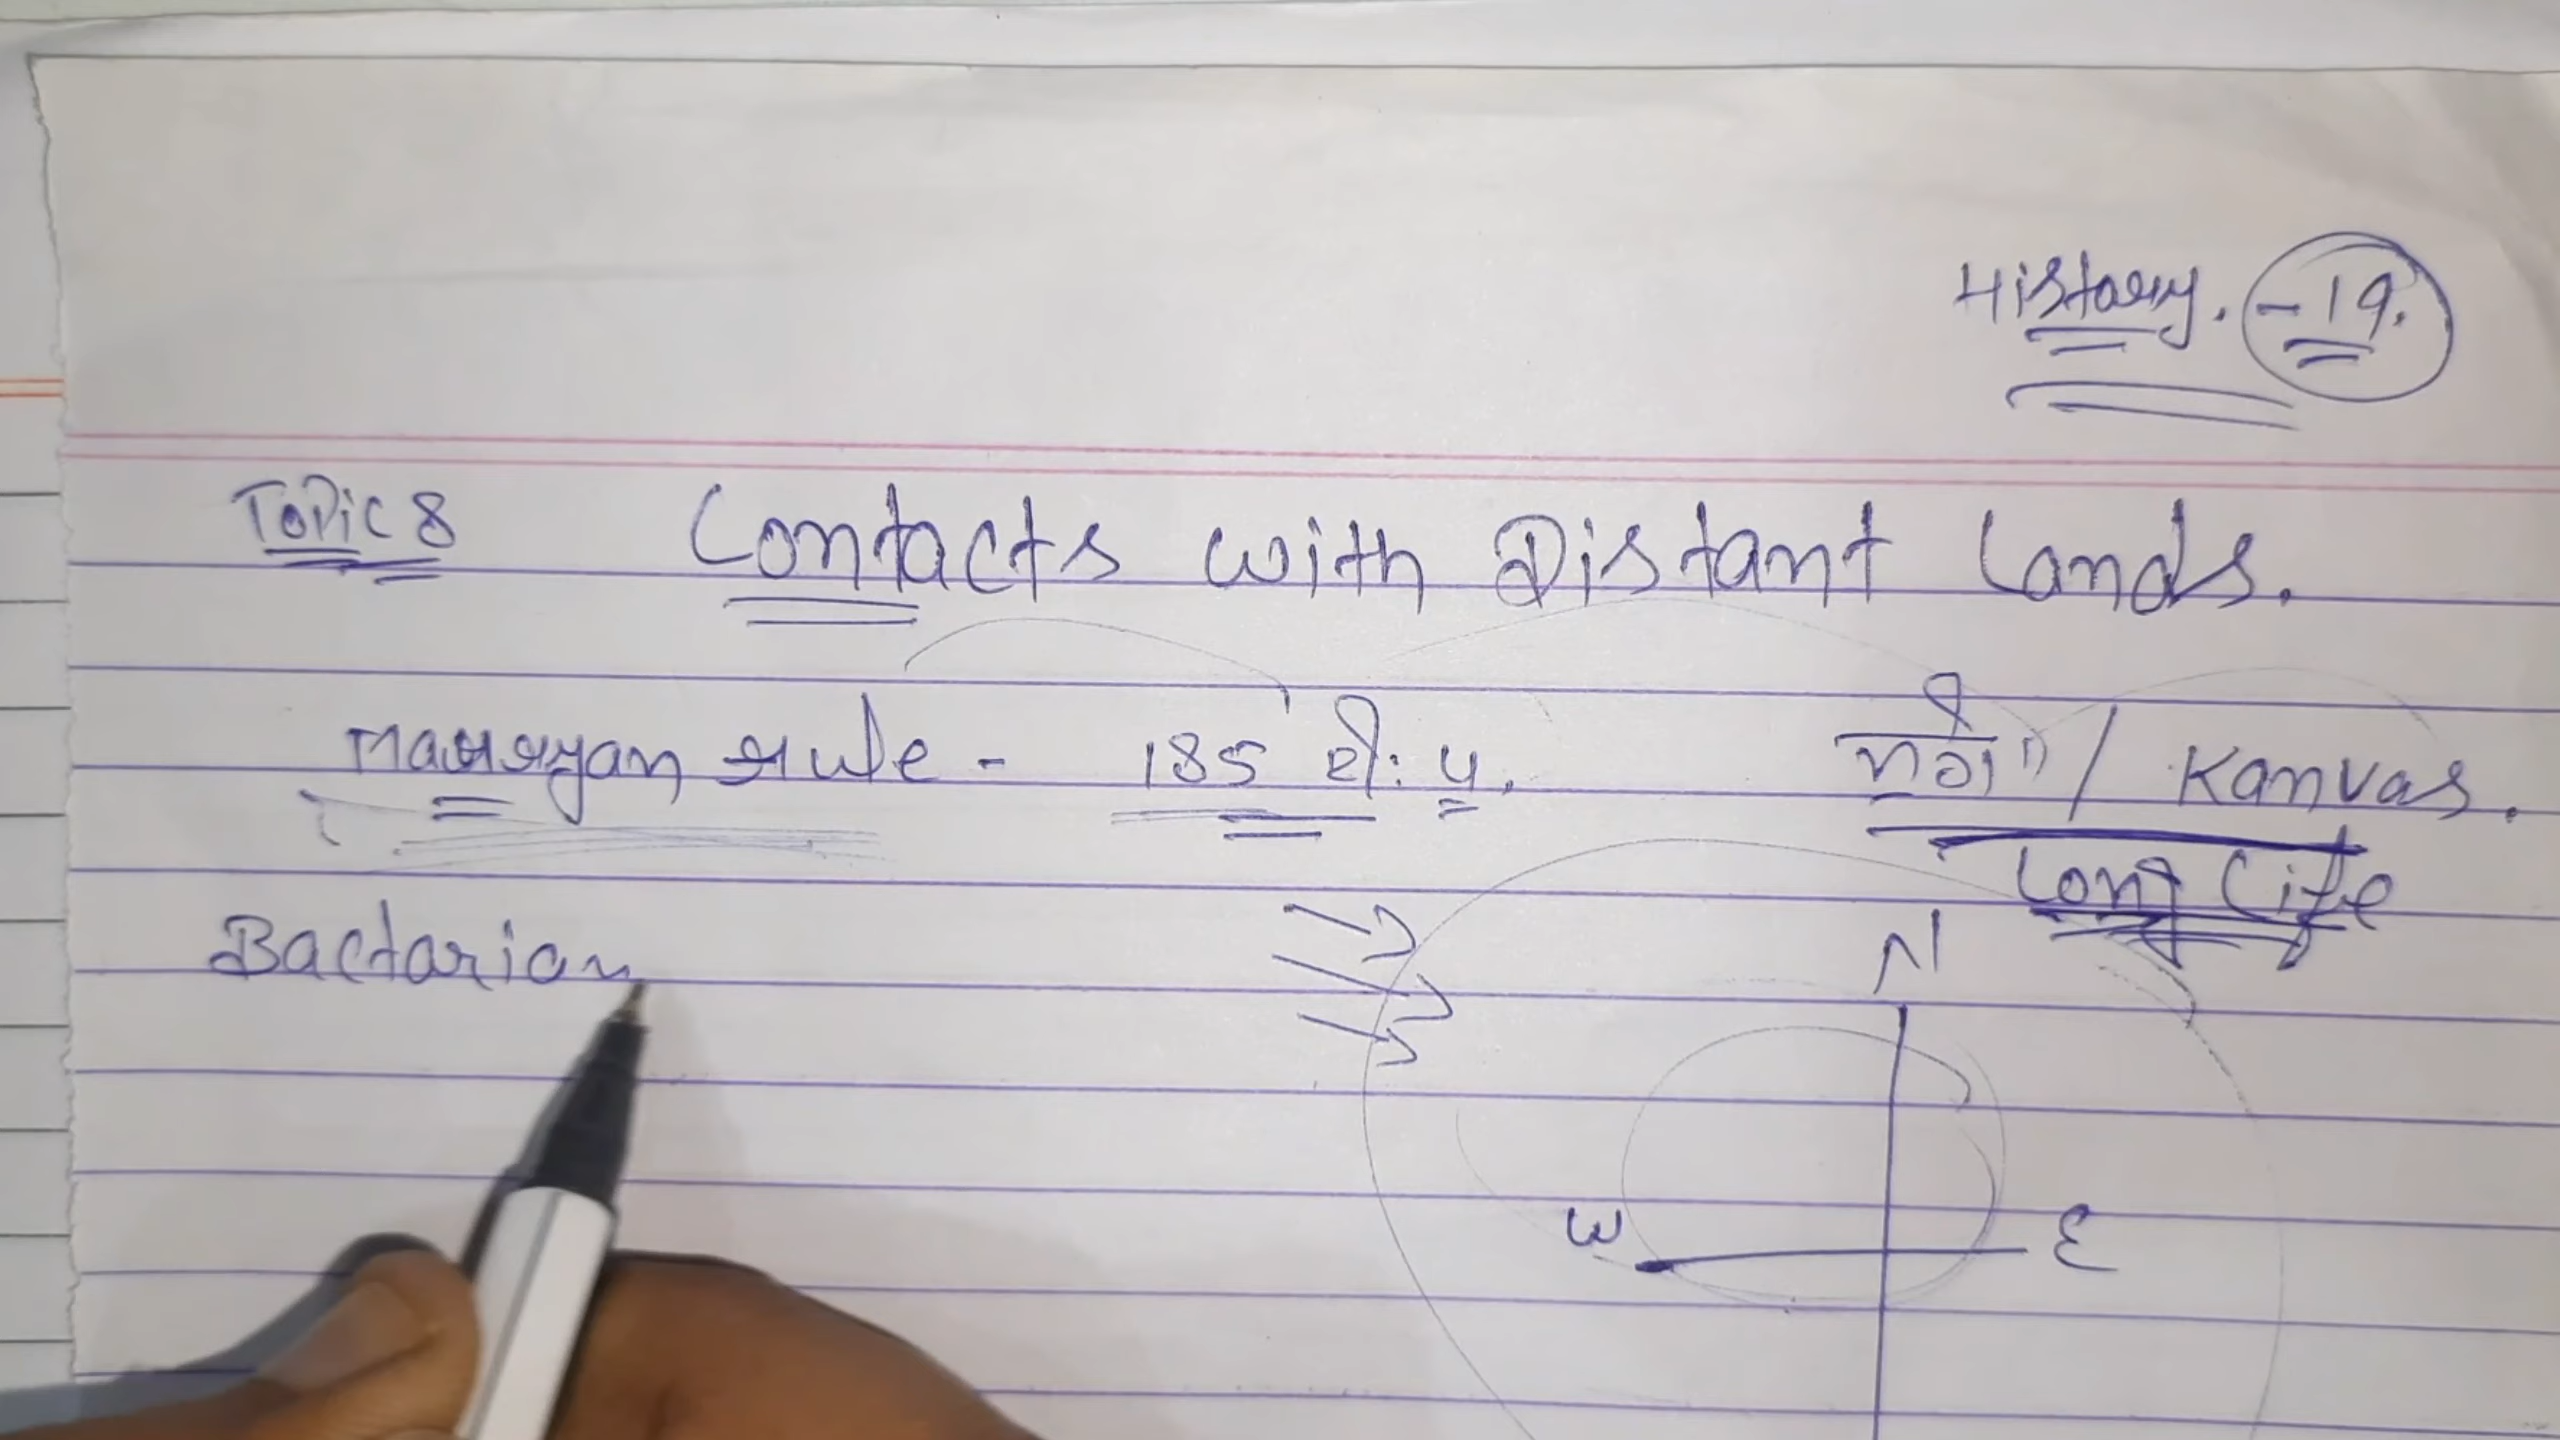 History. -19.
Topic 8 Contacts with Distant Lands.
Mauryan rule - 185 ઈ. પૂ. / Kanvas.
Long Life
Bactarian
N
W E